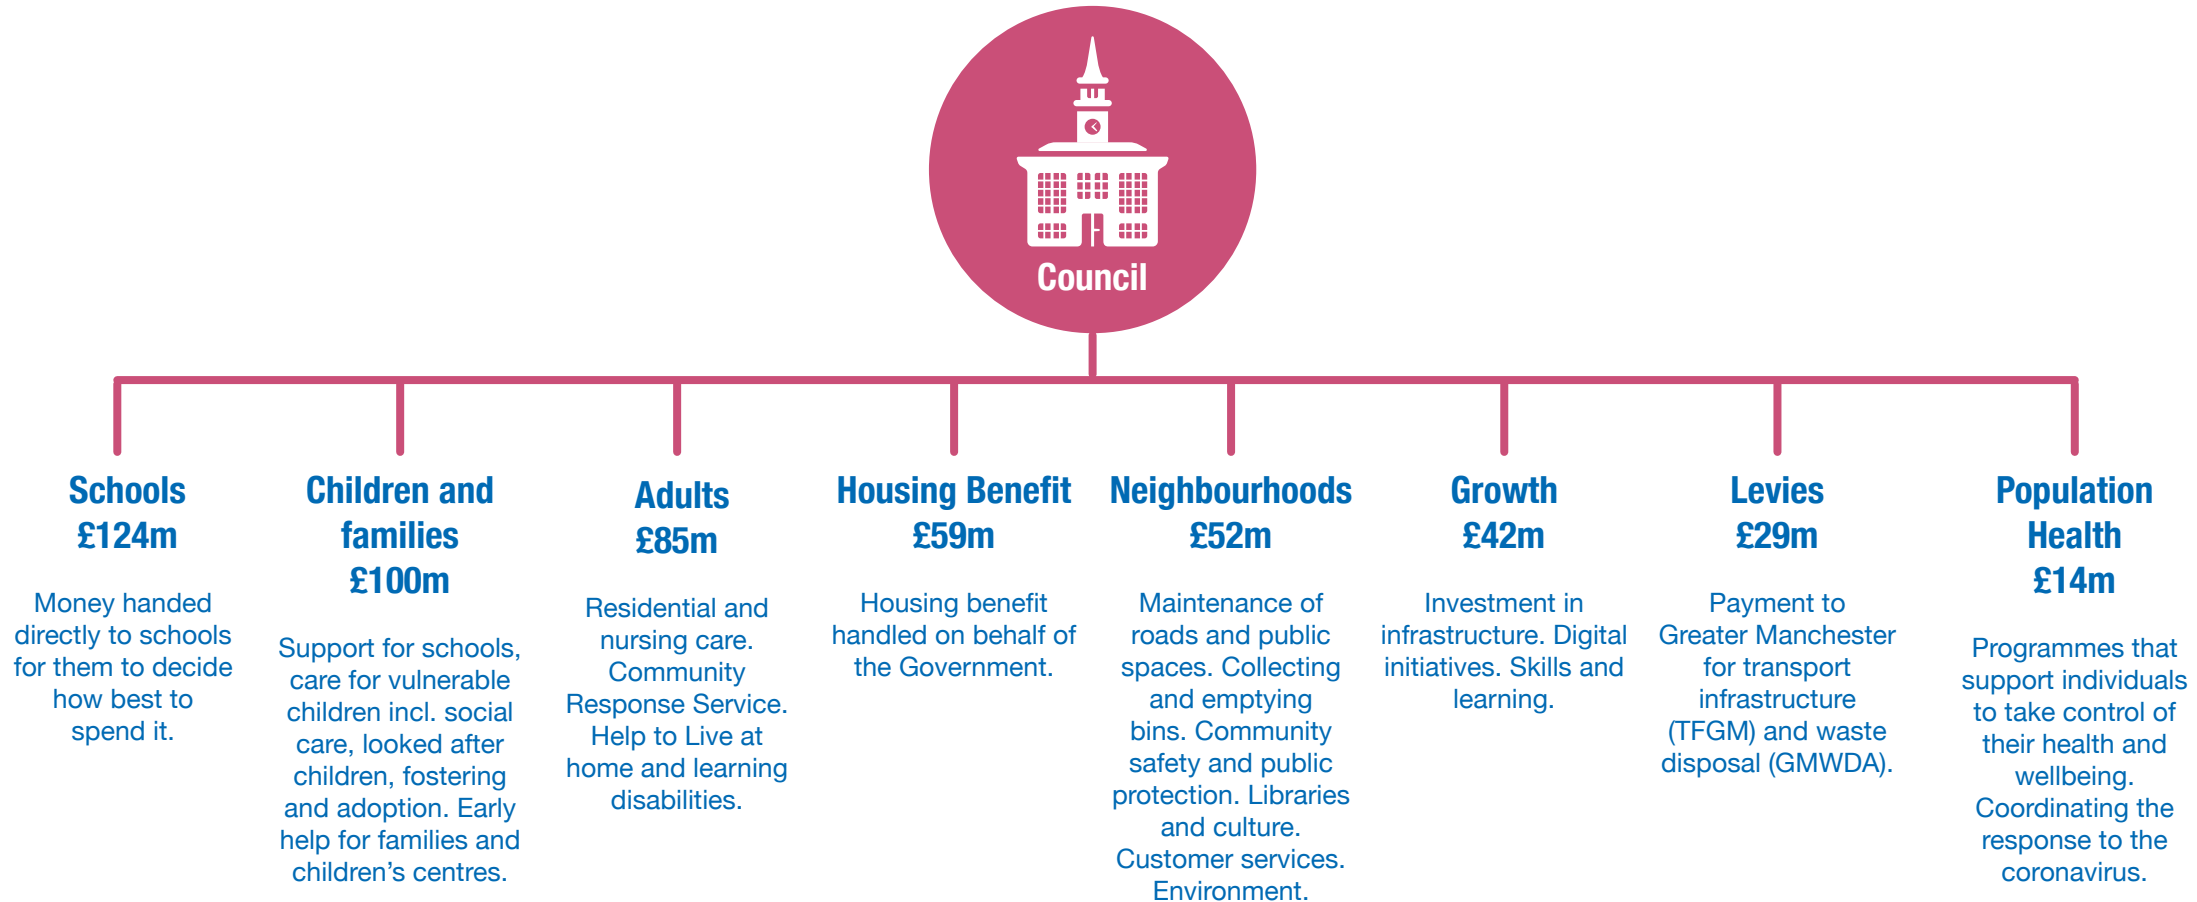 Council
Schools
£124m
Money handed
directly to schools
for them to decide
how best to
spend it.
Children and
families
£100m
Support for schools,
care for vulnerable
children incl. social
care, looked after
children, fostering
and adoption. Early
help for families and
children’s centres.
Adults
£85m
Residential and
nursing care.
Community
Response Service.
Help to Live at
home and learning
disabilities.
Housing Benefit
£59m
Housing benefit
handled on behalf of
the Government.
Neighbourhoods
£52m
Maintenance of
roads and public
spaces. Collecting
and emptying
bins. Community
safety and public
protection. Libraries
and culture.
Customer services.
Environment.
Growth
£42m
Investment in
infrastructure. Digital
initiatives. Skills and
learning.
Levies
£29m
Payment to
Greater Manchester
for transport
infrastructure
(TFGM) and waste
disposal (GMWDA).
Population
Health
£14m
Programmes that
support individuals
to take control of
their health and
wellbeing.
Coordinating the
response to the
coronavirus.